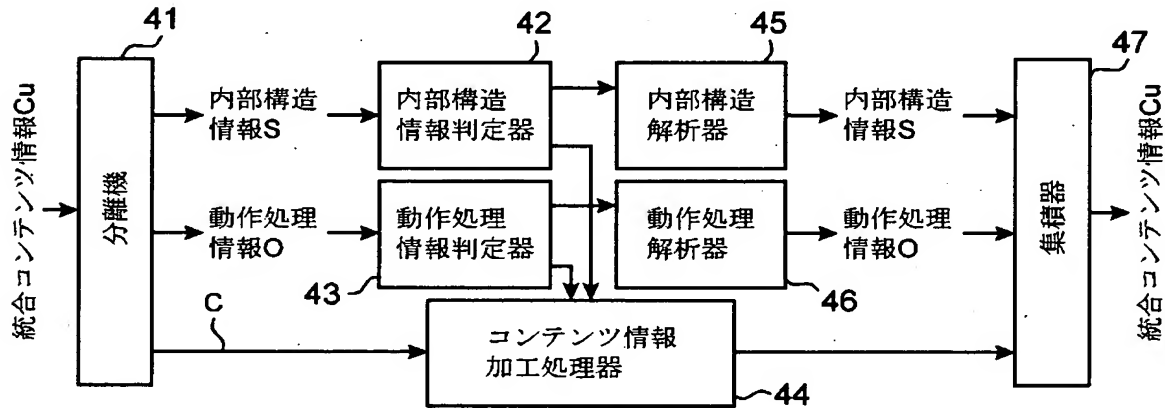 41
42
45
47
統合コンテンツ情報Cu
分離機
内部構造
情報S
内部構造
情報判定器
内部構造
解析器
内部構造
情報S
動作処理
情報O
動作処理
情報判定器
動作処理
解析器
動作処理
情報O
集積器
統合コンテンツ情報Cu
43
46
C
コンテンツ情報
加工処理器
44